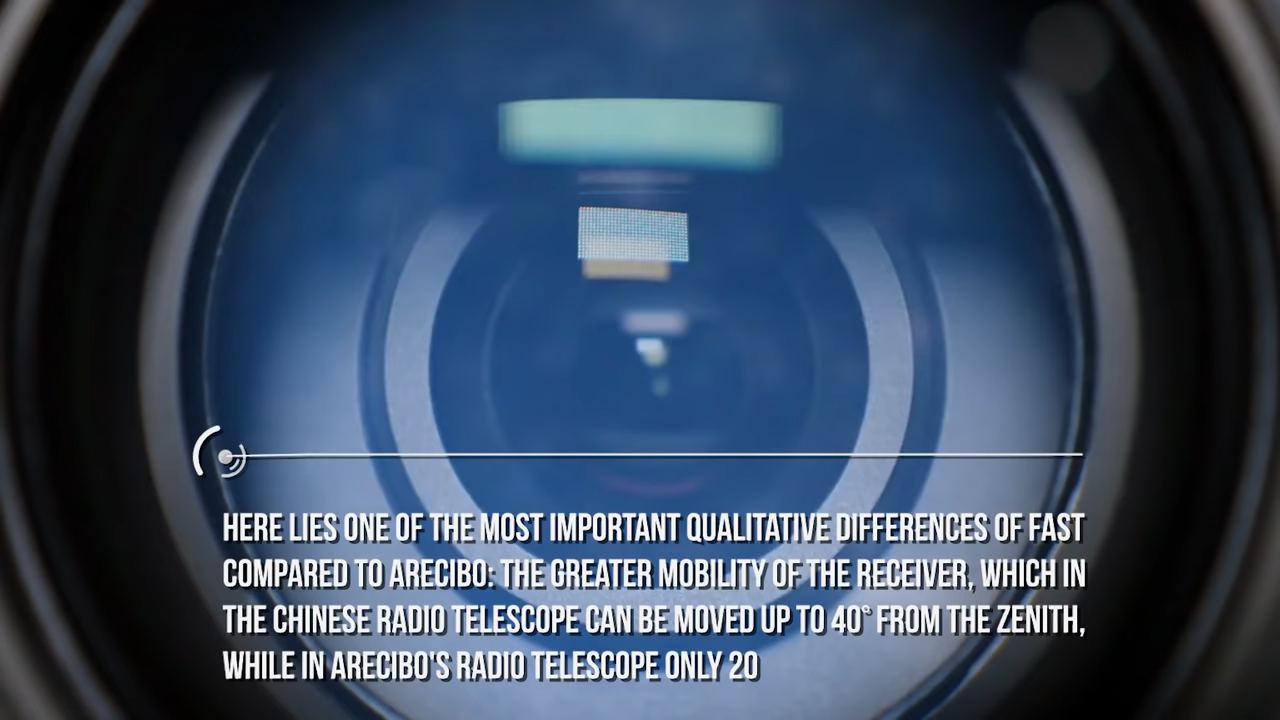 HERE LIES ONE OF THE MOST IMPORTANT QUALITATIVE DIFFERENCES OF FAST
COMPARED TO ARECIBO: THE GREATER MOBILITY OF THE RECEIVER, WHICH IN
THE CHINESE RADIO TELESCOPE CAN BE MOVED UP TO 40° FROM THE ZENITH,
WHILE IN ARECIBO'S RADIO TELESCOPE ONLY 20